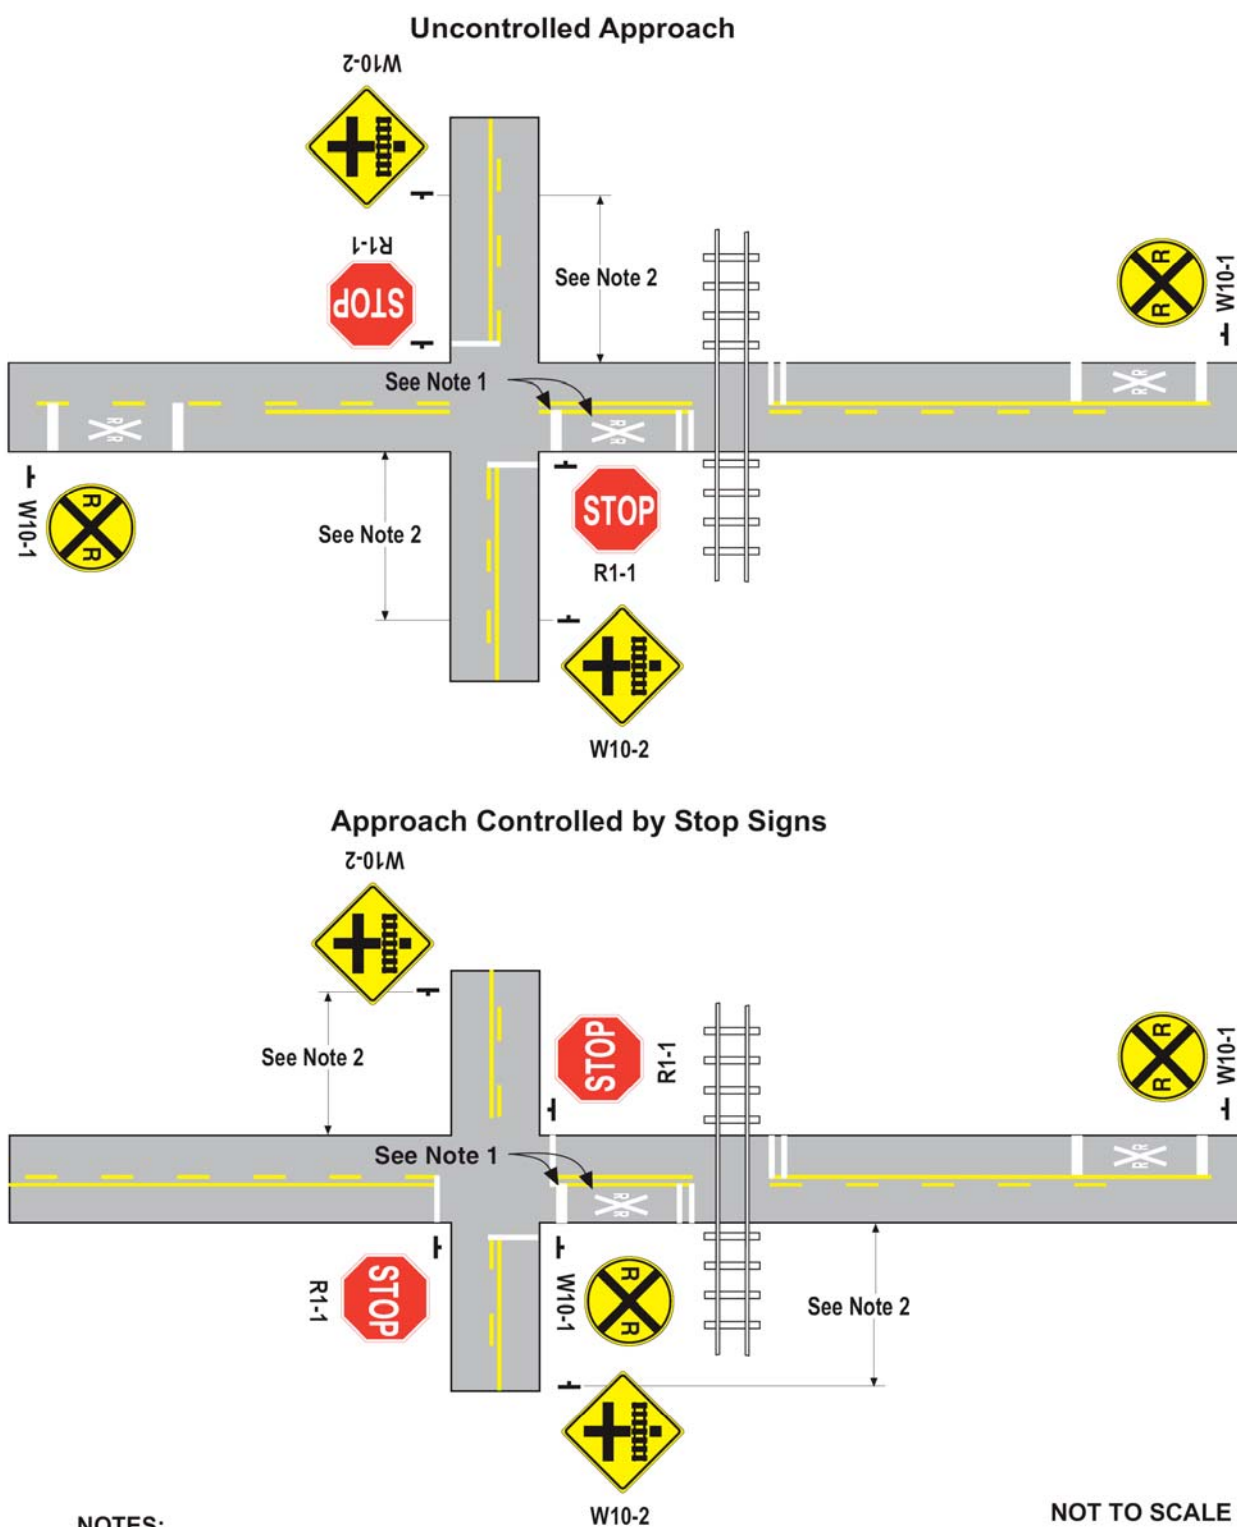 Uncontrolled Approach
W10-2
R1-1
STOP
See Note 2
R
R
W10-1
See Note 1
R R
R R
R R
STOP
R1-1
See Note 2
R
R
W10-1
W10-2
Approach Controlled by Stop Signs
W10-2
STOP
R1-1
R
R
W10-1
See Note 2
See Note 1
R R
R R
R1-1
STOP
W10-1
R
R
See Note 2
W10-2
NOTES:
NOT TO SCALE